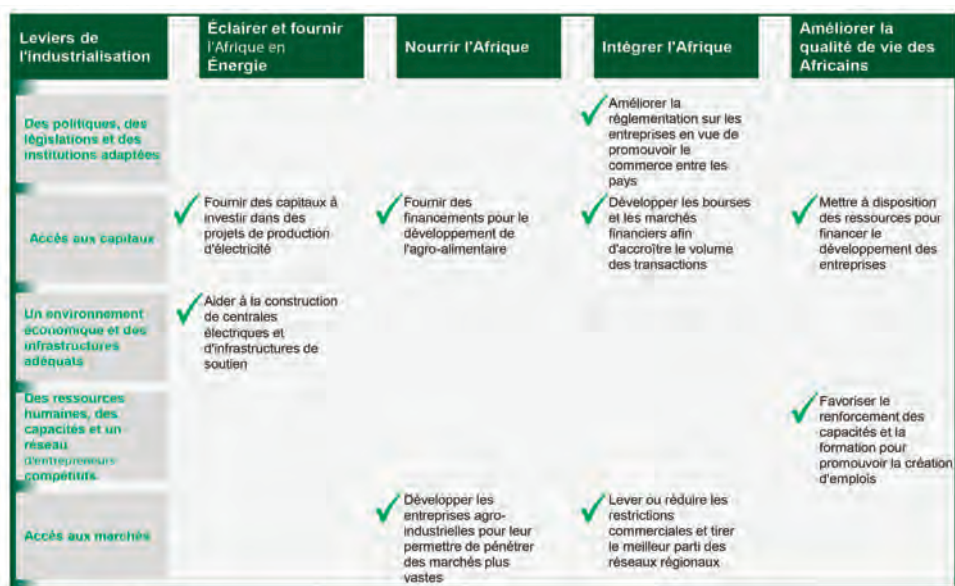 Leviers de
l'industrialisation
Éclairer et fournir
l'Afrique en
Énergie
Nourrir l'Afrique
Intégrer l'Afrique
Améliorer la
qualité de vie des
Africains
Des politiques, des
législations et des
institutions adaptées
Améliorer la
réglementation sur les
entreprises en vue de
promouvoir le
commerce entre les
pays
Accès aux capitaux
Fournir des capitaux à
investir dans des
projets de production
d'électricité
Fournir des
financements pour le
développement de
l'agro-alimentaire
Développer les bourses
et les marchés
financiers afin
d'accroître le volume
des transactions
Mettre à disposition
des ressources pour
financer le
développement des
entreprises
Un environnement
économique et des
infrastructures
adéquats
Aider à la construction
de centrales
électriques et
d'infrastructures de
soutien
Des ressources
humaines, des
capacités et un
réseau
d'entrepreneurs
compétitifs
Favoriser le
renforcement des
capacités et la
formation pour
promouvoir la création
d'emplois
Accès aux marchés
Développer les
entreprises agro-
industrielles pour leur
permettre de pénétrer
des marchés plus
vastes
Lever ou réduire les
restrictions
commerciales et tirer
le meilleur parti des
réseaux régionaux